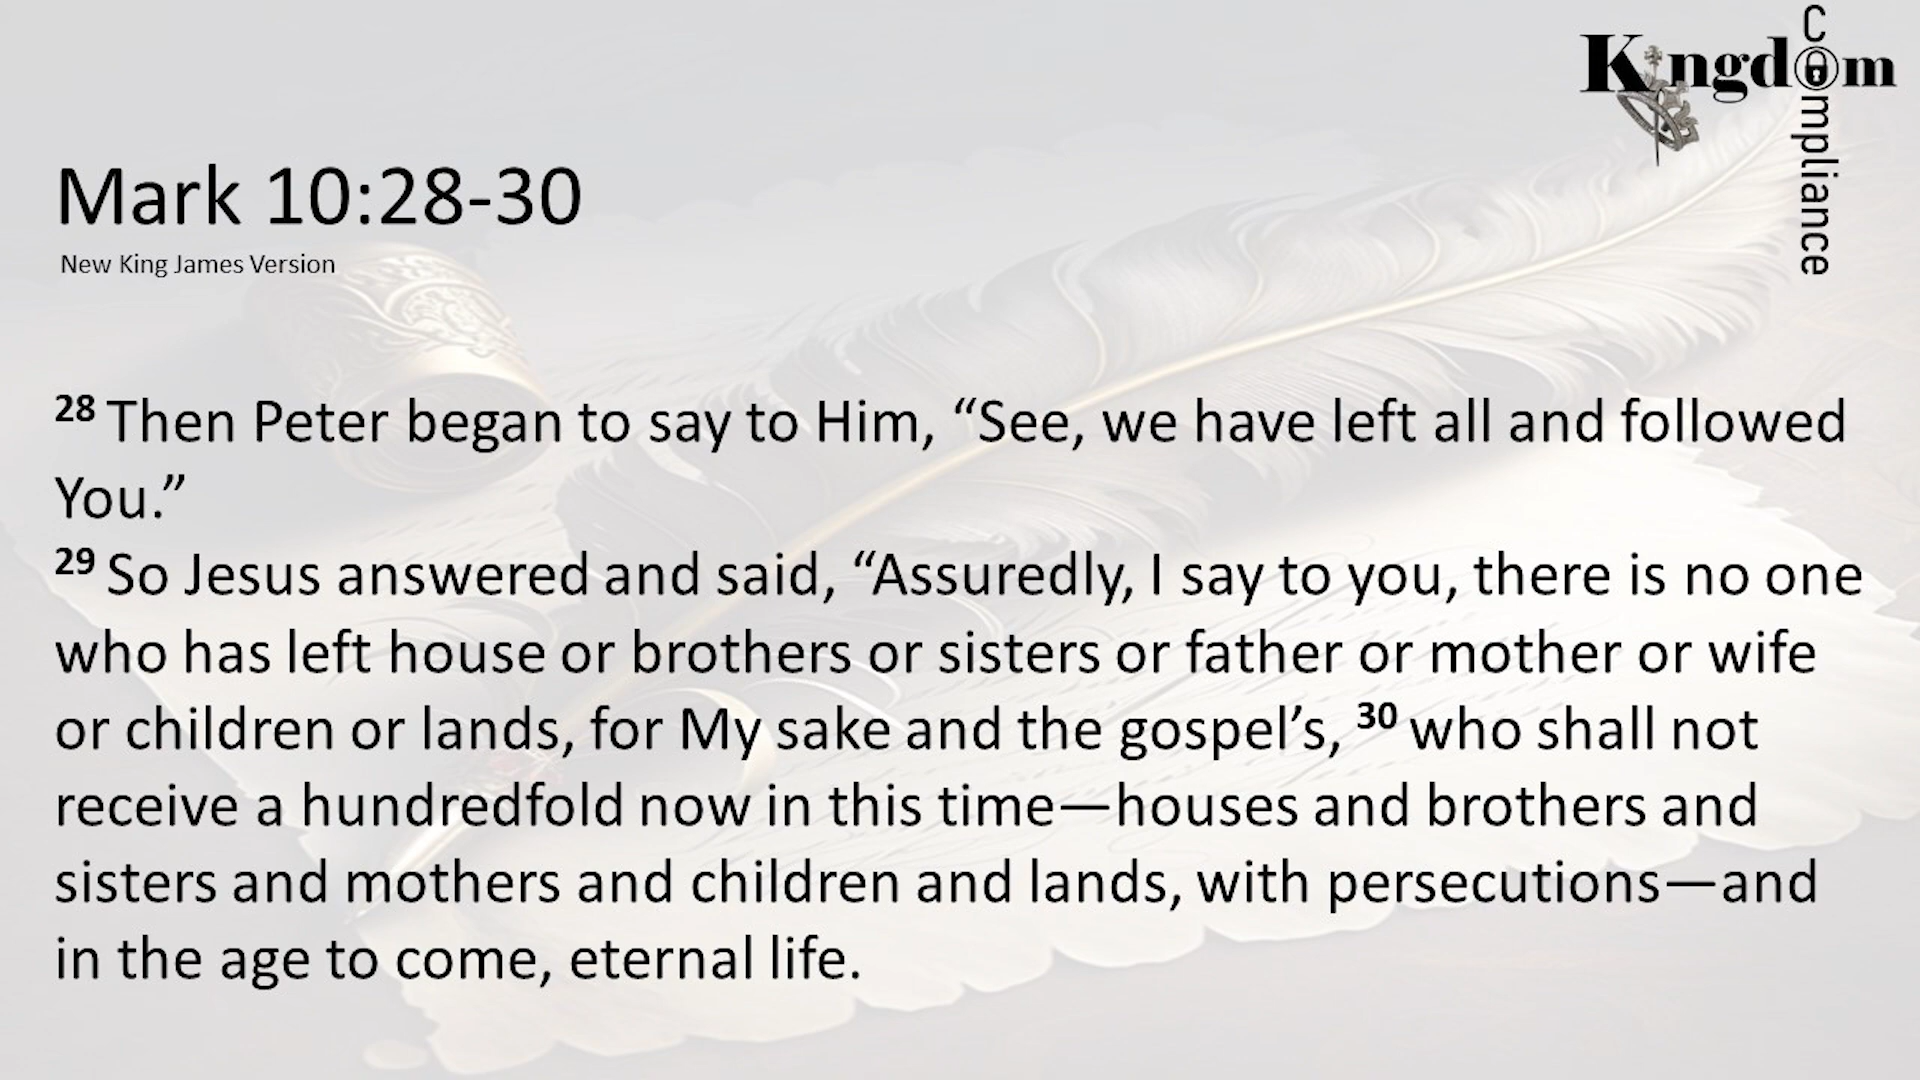 Kingdom
Compliance
Mark 10:28-30
New King James Version
28 Then Peter began to say to Him, “See, we have left all and followed
You.”
29 So Jesus answered and said, “Assuredly, I say to you, there is no one
who has left house or brothers or sisters or father or mother or wife
or children or lands, for My sake and the gospel’s, 30 who shall not
receive a hundredfold now in this time—houses and brothers and
sisters and mothers and children and lands, with persecutions—and
in the age to come, eternal life.